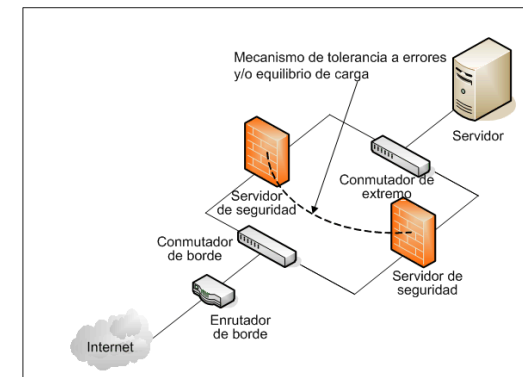 Mecanismo de tolerancia a errores
y/o equilibrio de carga
Servidor
Conmutador de
extremo
Servidor
de seguridad
Conmutador
de borde
Servidor de
seguridad
Enrutador
de borde
Internet